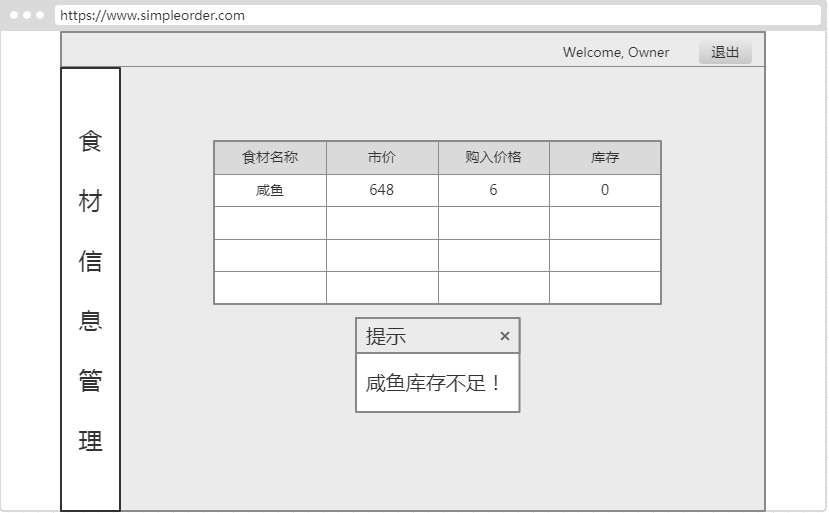 https://www.simpleorder.com
Welcome, Owner 退出
食
材
信
息
管
理
食材名称 市价 购入价格 库存
咸鱼 648 6 0
提示 ×
咸鱼库存不足！